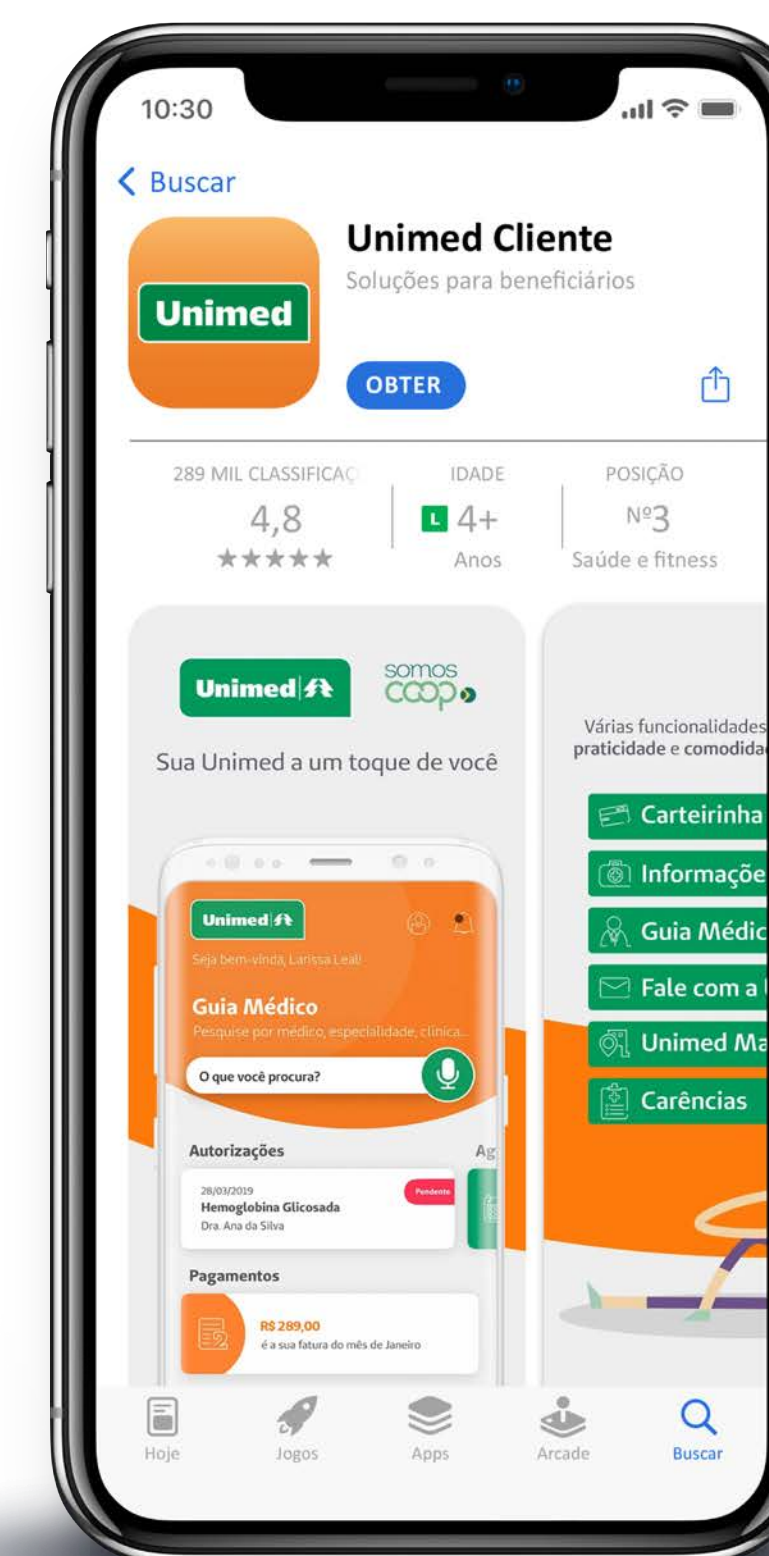 10:30
Buscar
Unimed
Unimed Cliente
Soluções para beneficiários
OBTER
289 MIL CLASSIFICAÇ
IDADE
POSIÇÃO
4,8
L 4+
Nº3
Anos
Saúde e fitness
Unimed
somos
coop
Sua Unimed a um toque de você
Unimed
Seja bem-vinda, Larissa Leal!
Guia Médico
Pesquise por médico, especialidade, clínica...
O que você procura?
Autorizações
Ag
28/03/2019
Hemoglobina Glicosada
Dra. Ana da Silva
Pendente
Pagamentos
R$ 289,00
é a sua fatura do mês de Janeiro
Várias funcionalidades
praticidade e comodidad
Carteirinha
Informaçõe
Guia Médic
Fale com a
Unimed Ma
Carências
Hoje
Jogos
Apps
Arcade
Buscar